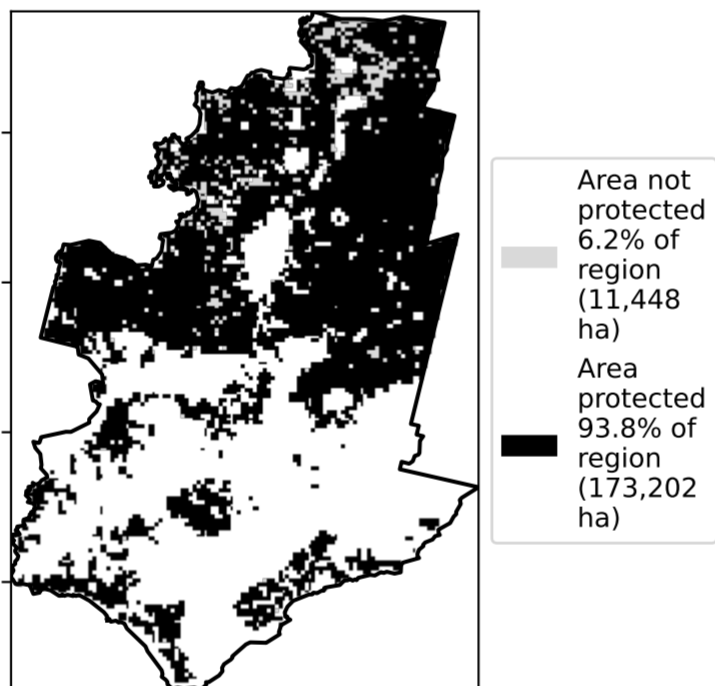 Area not
protected
6.2% of
region
(11,448
ha)
Area
protected
93.8% of
region
(173,202
ha)